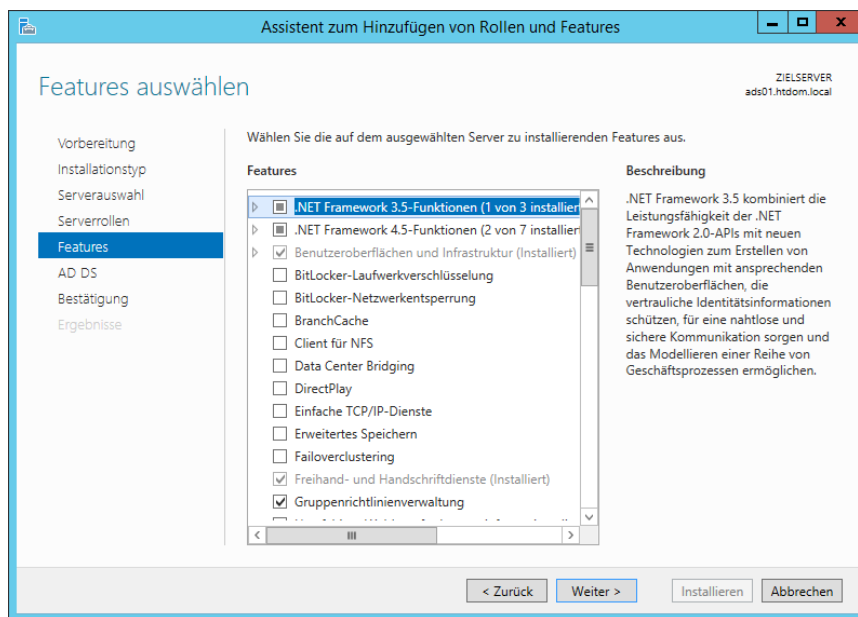 Assistent zum Hinzufügen von Rollen und Features
Features auswählen
ZIELSERVER
ads01.htdom.local
Vorbereitung
Installationstyp
Serverauswahl
Serverrollen
Features
AD DS
Bestätigung
Ergebnisse
Wählen Sie die auf dem ausgewählten Server zu installierenden Features aus.
Features
.NET Framework 3.5-Funktionen (1 von 3 installiert
.NET Framework 4.5-Funktionen (2 von 7 installiert
Benutzeroberflächen und Infrastruktur (Installiert)
BitLocker-Laufwerkverschlüsselung
BitLocker-Netzwerkentsperrung
BranchCache
Client für NFS
Data Center Bridging
DirectPlay
Einfache TCP/IP-Dienste
Erweitertes Speichern
Failoverclustering
Freihand- und Handschriftdienste (Installiert)
Gruppenrichtlinienverwaltung
Beschreibung
.NET Framework 3.5 kombiniert die
Leistungsfähigkeit der .NET
Framework 2.0-APIs mit neuen
Technologien zum Erstellen von
Anwendungen mit ansprechenden
Benutzeroberflächen, die
vertrauliche Identitätsinformationen
schützen, für eine nahtlose und
sichere Kommunikation sorgen und
das Modellieren einer Reihe von
Geschäftsprozessen ermöglichen.
< Zurück
Weiter >
Installieren
Abbrechen